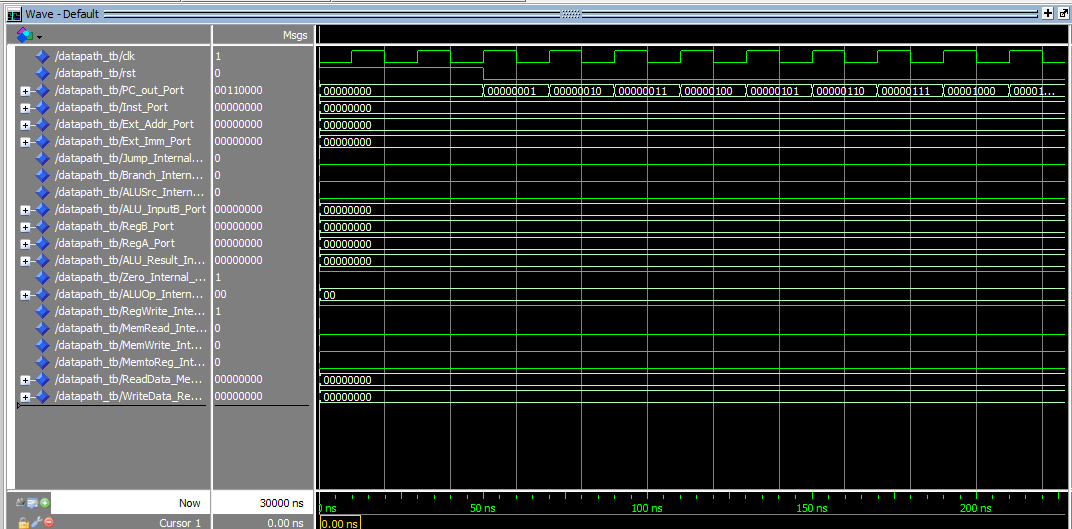 Wave - Default
Msgs
/datapath_tb/clk 1
/datapath_tb/rst 0
/datapath_tb/PC_out_Port 00110000 00000000 00000001 00000010 00000011 00000100 00000101 00000110 00000111 00001000 00001...
/datapath_tb/Inst_Port 00000000 00000000
/datapath_tb/Ext_Addr_Port 00000000 00000000
/datapath_tb/Ext_Imm_Port 00000000 00000000
/datapath_tb/Jump_Internal... 0
/datapath_tb/Branch_Intern... 0
/datapath_tb/ALUSrc_Intern... 0
/datapath_tb/ALU_InputB_Port 00000000 00000000
/datapath_tb/RegB_Port 00000000 00000000
/datapath_tb/RegA_Port 00000000 00000000
/datapath_tb/ALU_Result_In... 00000000 00000000
/datapath_tb/Zero_Internal_... 1
/datapath_tb/ALUOp_Intern... 00 00
/datapath_tb/RegWrite_Inte... 1
/datapath_tb/MemRead_Inte... 0
/datapath_tb/MemWrite_Int... 0
/datapath_tb/MemtoReg_Int... 0
/datapath_tb/ReadData_Me... 00000000 00000000
/datapath_tb/WriteData_Re... 00000000 00000000
Now 30000 ns 0 ns 50 ns 100 ns 150 ns 200 ns
Cursor 1 0.00 ns 0.00 ns